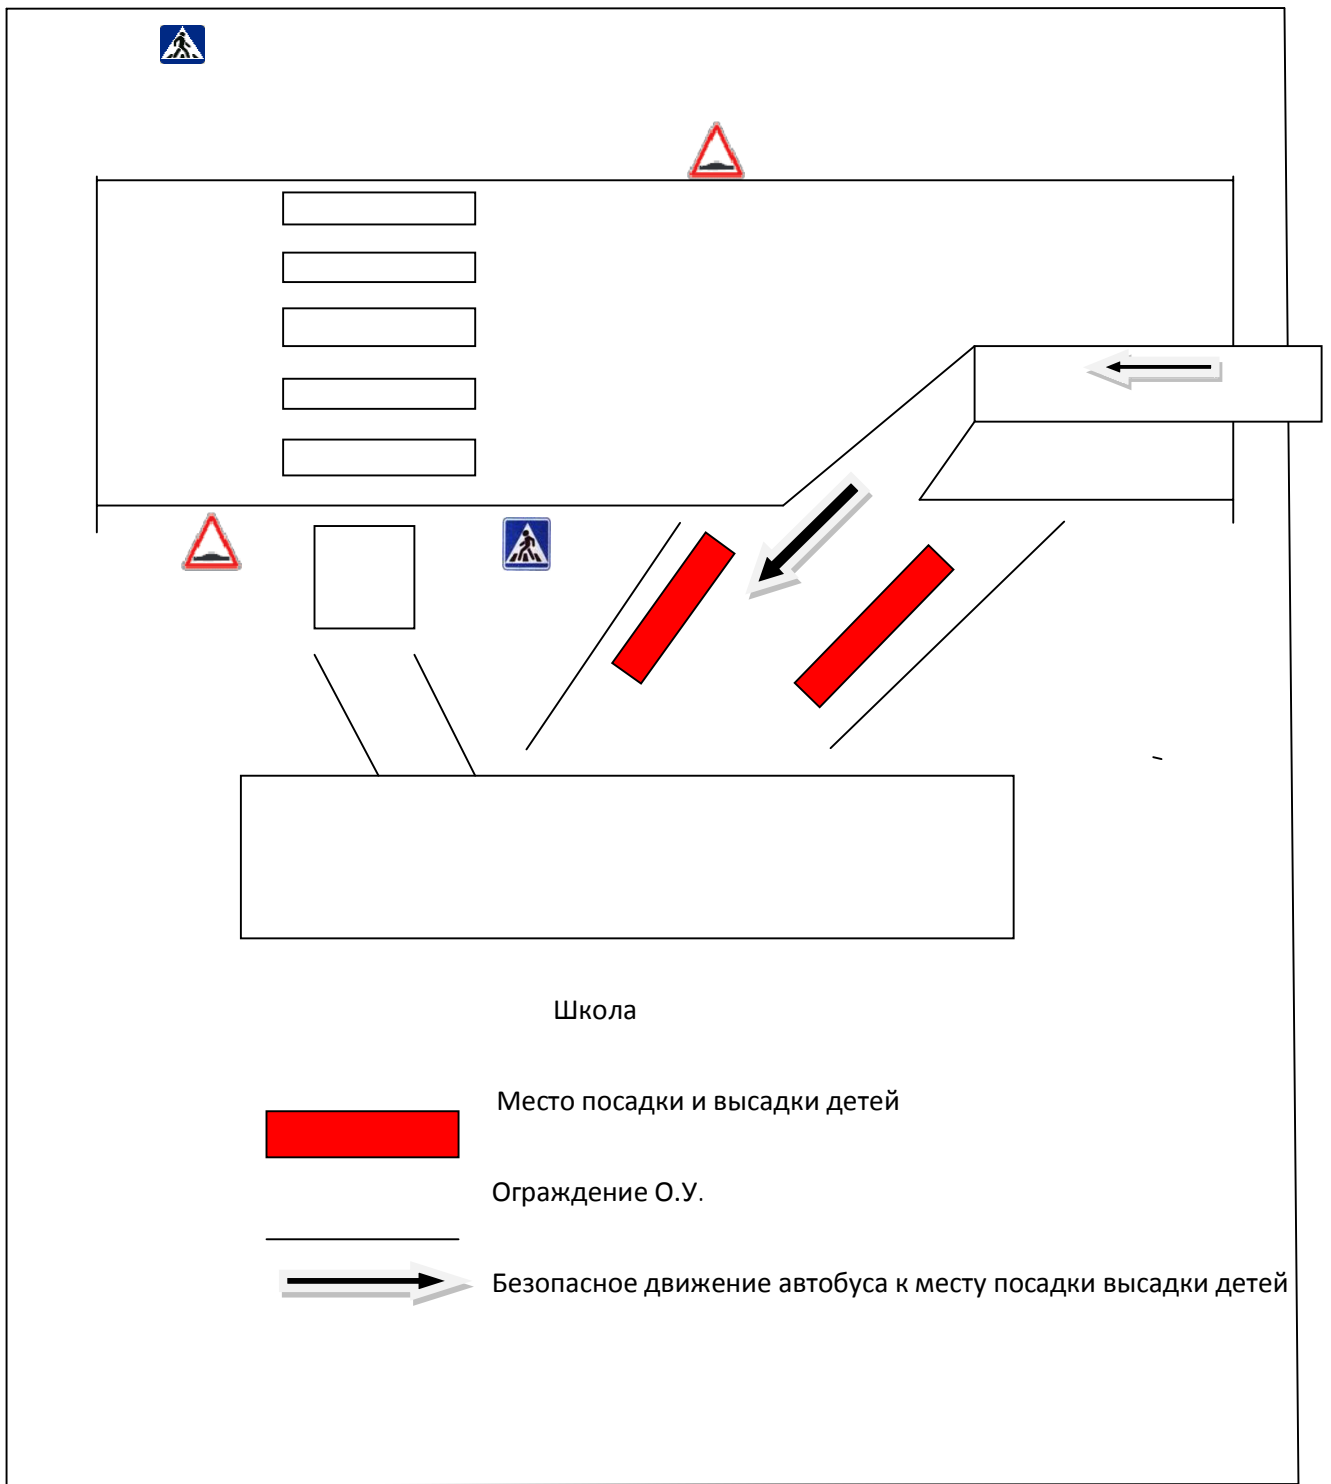 Школа
Место посадки и высадки детей
Ограждение О.У.
Безопасное движение автобуса к месту посадки высадки детей